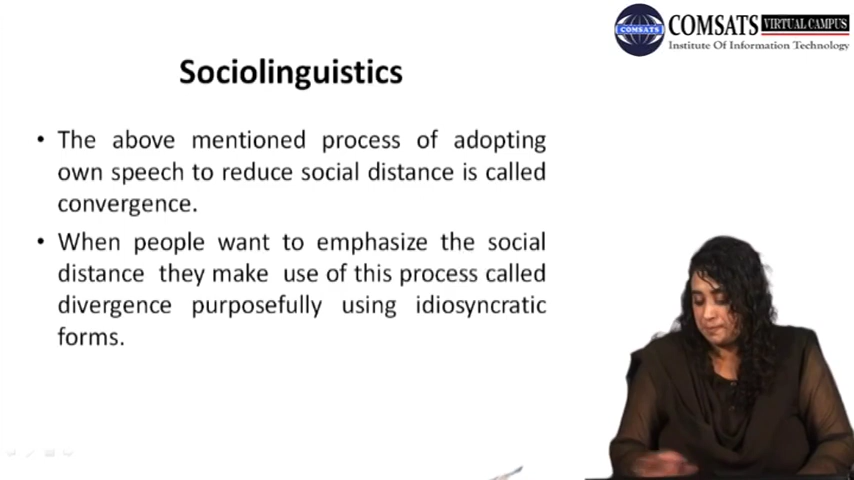 COMSATS VIRTUAL CAMPUS
COMSATS
Institute Of Information Technology
Sociolinguistics
• The above mentioned process of adopting
own speech to reduce social distance is called
convergence.
• When people want to emphasize the social
distance they make use of this process called
divergence purposefully using idiosyncratic
forms.